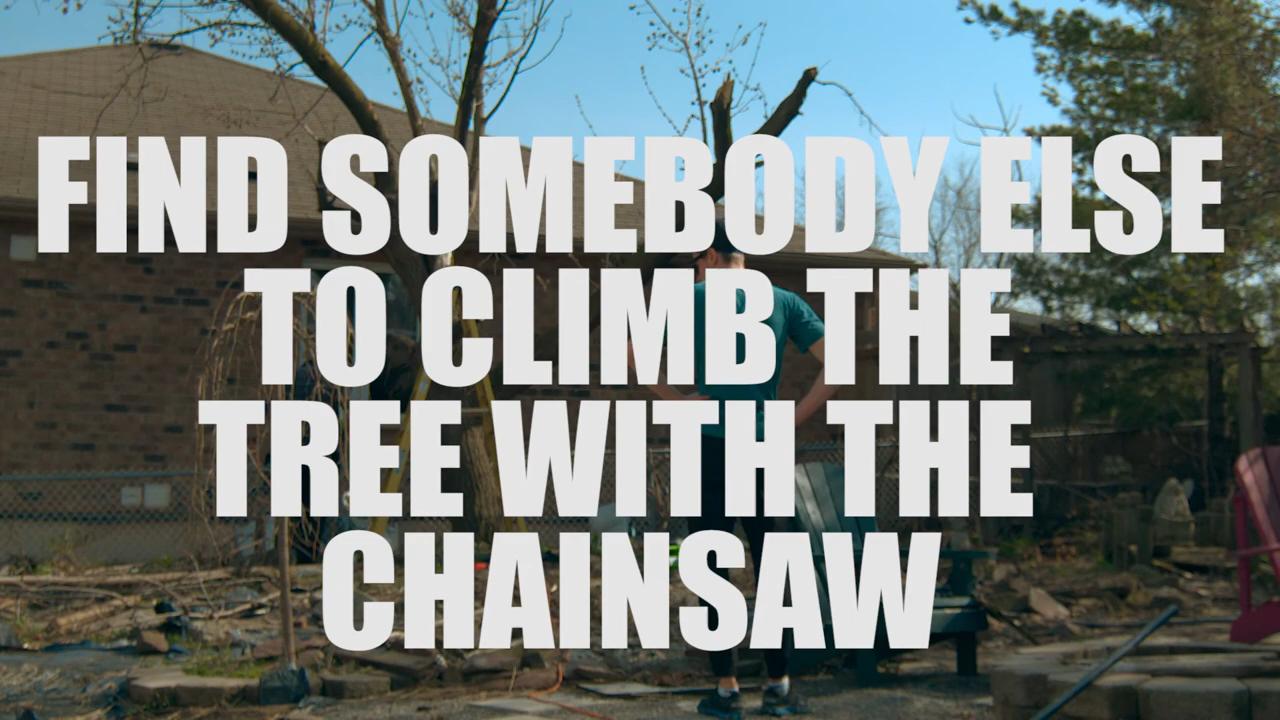 FIND SOMEBODY ELSE
TO CLIMB THE
TREE WITH THE
CHAINSAW